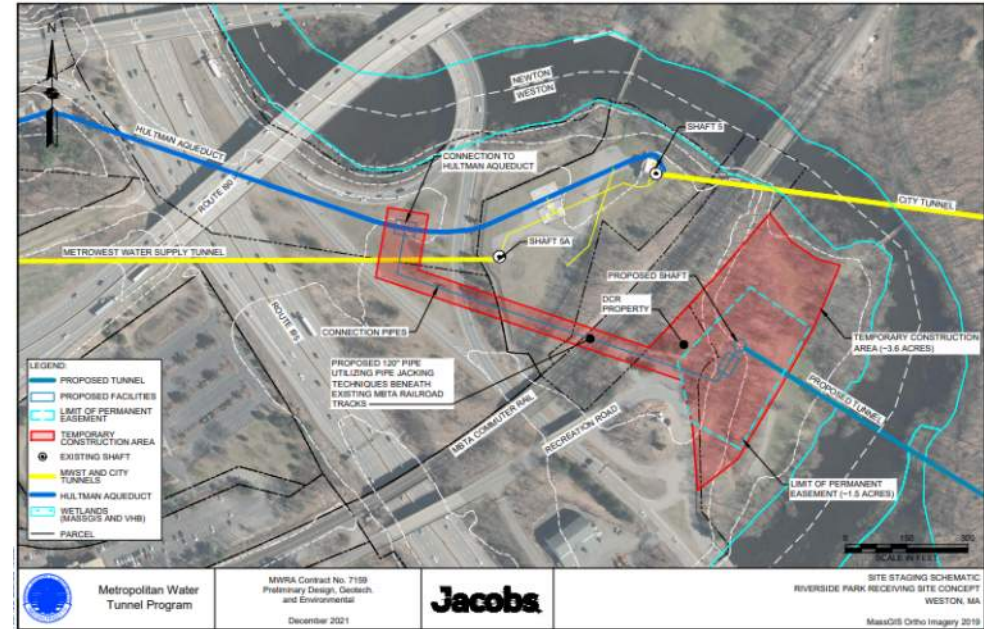 N
NEWTON
WESTON
SHAFT 5
HULTMAN AQUEDUCT
CONNECTION TO
HULTMAN AQUEDUCT
ROUTE I90
CITY TUNNEL
METROWEST WATER SUPPLY TUNNEL
SHAFT 5A
PROPOSED SHAFT
DCR
PROPERTY
ROUTE I95
CONNECTION PIPES
TEMPORARY CONSTRUCTION
AREA (~3.6 ACRES)
PROPOSED 120" PIPE
UTILIZING PIPE JACKING
TECHNIQUES BENEATH
EXISTING MBTA RAILROAD
TRACKS
MBTA COMMUTER RAIL
RECREATION ROAD
PROPOSED TUNNEL
LIMIT OF PERMANENT
EASEMENT (~1.5 ACRES)
LEGEND:
PROPOSED TUNNEL
PROPOSED FACILITIES
LIMIT OF PERMANENT
EASEMENT
TEMPORARY
CONSTRUCTION AREA
EXISTING SHAFT
MWST AND CITY
TUNNELS
HULTMAN AQUEDUCT
WETLANDS
(MASSGIS AND VHB)
PARCEL
0 150 300
SCALE IN FEET
Metropolitan Water
Tunnel Program
MWRA Contract No. 7159
Preliminary Design, Geotech.
and Environmental
December 2021
Jacobs
SITE STAGING SCHEMATIC
RIVERSIDE PARK RECEIVING SITE CONCEPT
WESTON, MA
MassGIS Ortho Imagery 2019